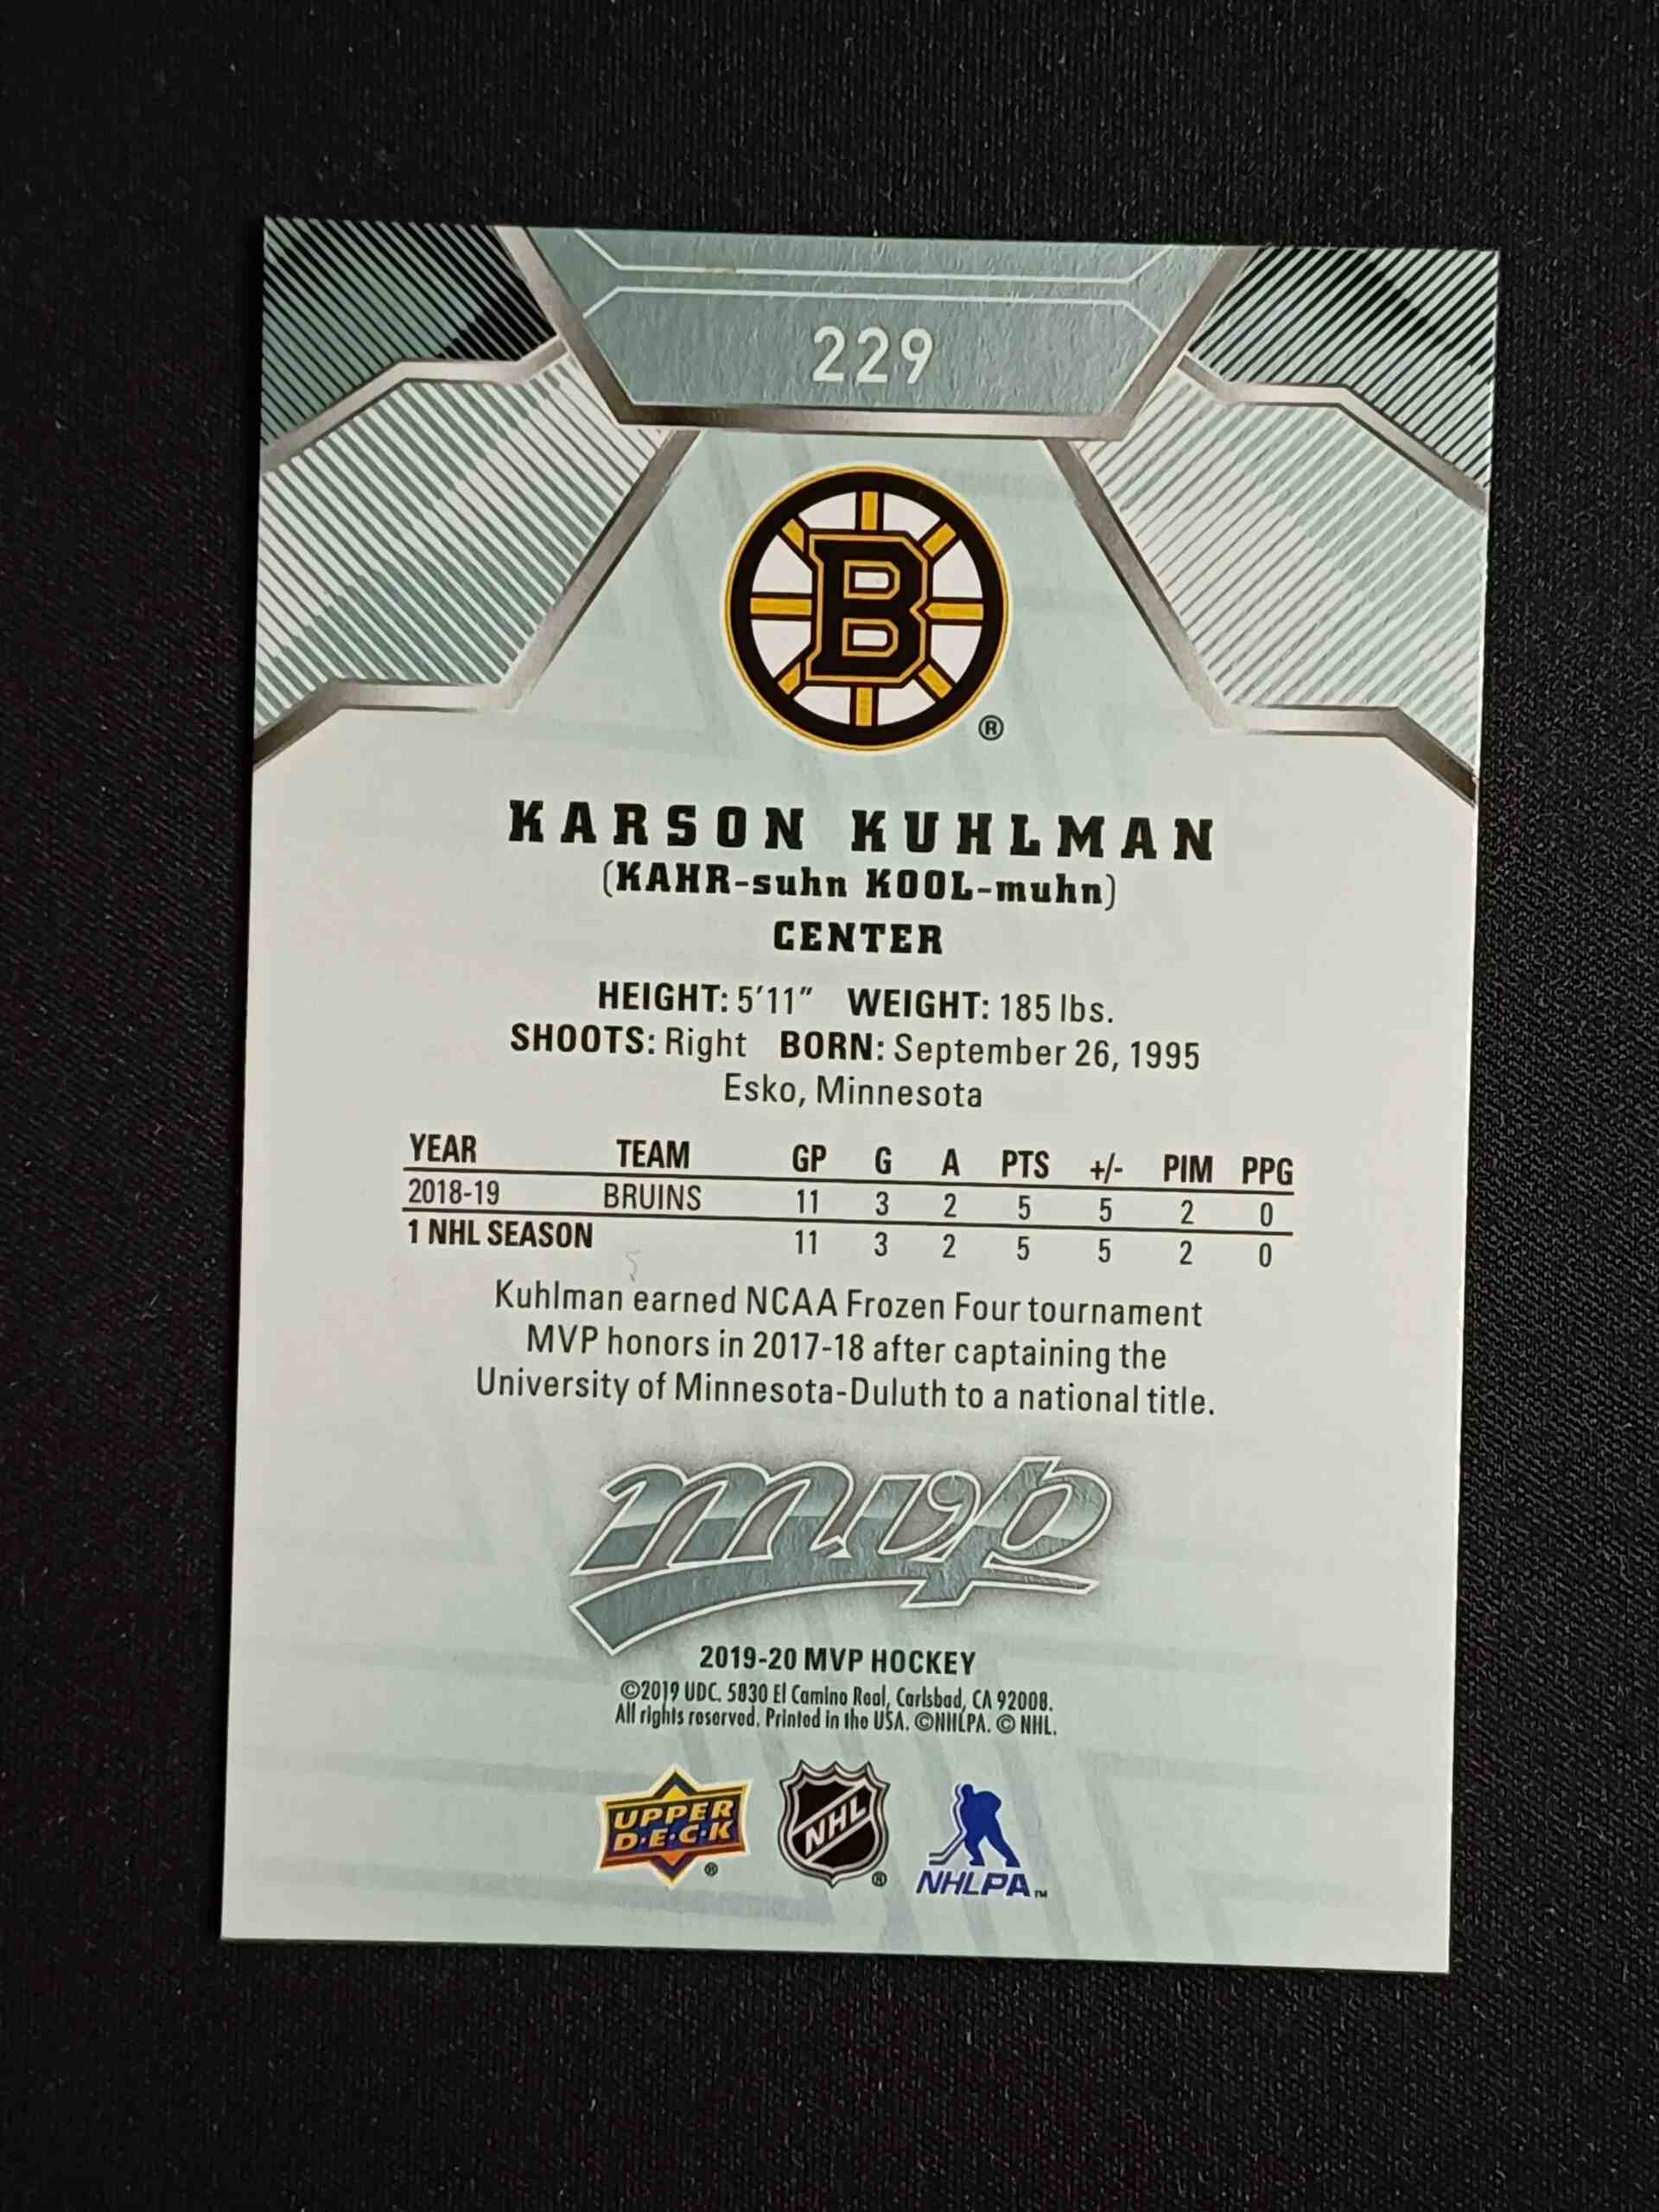 229
B
®
KARSON KUHLMAN
(KAHR-suhn KOOL-muhn)
CENTER
HEIGHT: 5'11" WEIGHT: 185 lbs.
SHOOTS: Right BORN: September 26, 1995
Esko, Minnesota
YEAR TEAM GP G A PTS +/- PIM PPG
2018-19 BRUINS 11 3 2 5 5 2 0
1 NHL SEASON 11 3 2 5 5 2 0
Kuhlman earned NCAA Frozen Four tournament
MVP honors in 2017-18 after captaining the
University of Minnesota-Duluth to a national title.
mvp
2019-20 MVP HOCKEY
©2019 UDC. 5830 El Camino Real, Carlsbad, CA 92008.
All rights reserved. Printed in the USA. ©NHLPA. © NHL.
UPPER
D·E·C·K
®
NHL
®
NHLPA™